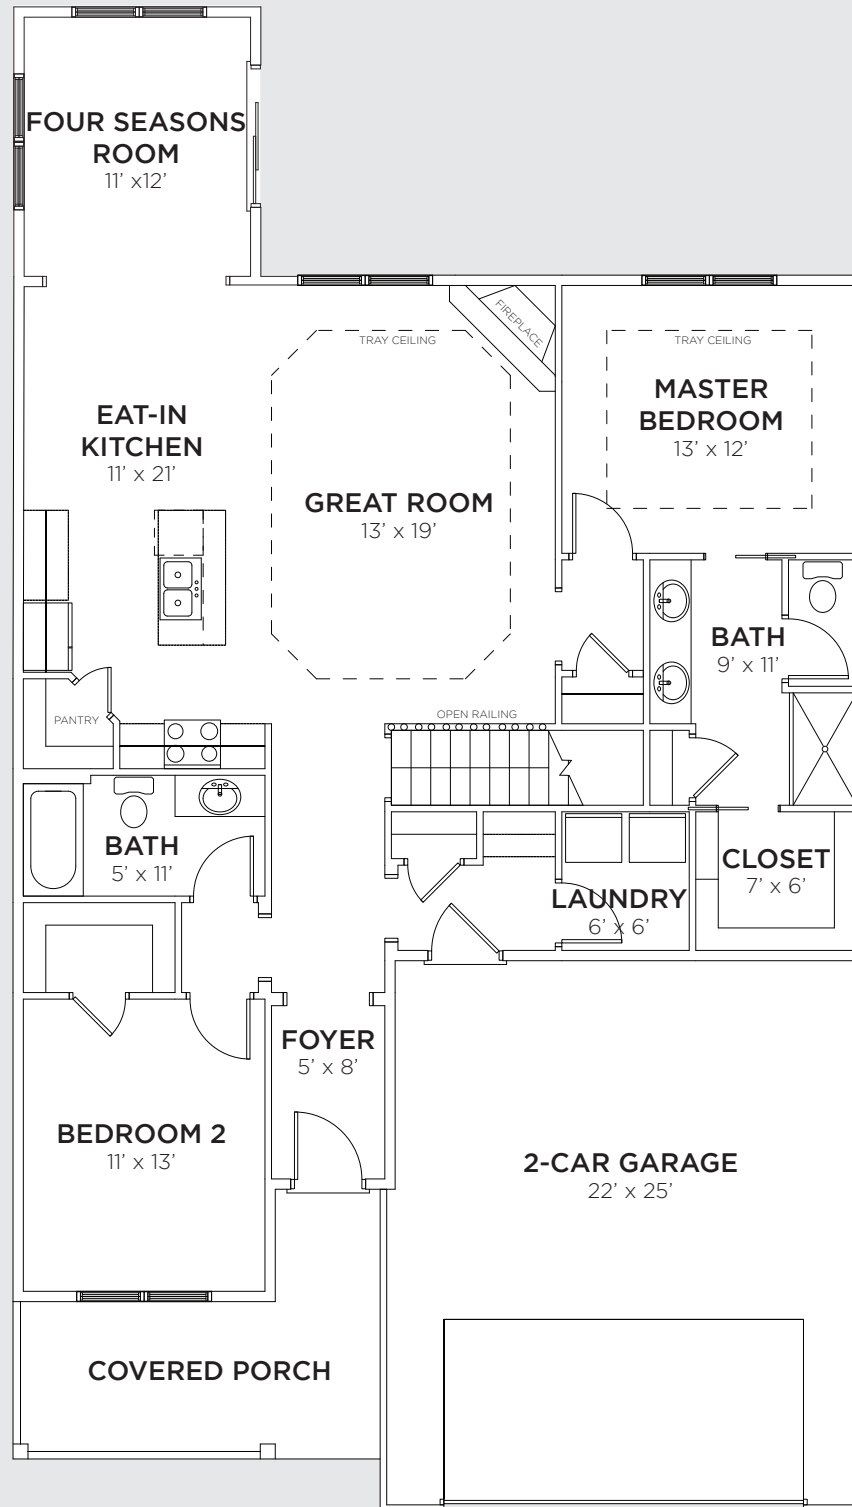 FOUR SEASONS
ROOM
11’ x12’
FIREPLACE
TRAY CEILING
TRAY CEILING
MASTER
BEDROOM
13’ x 12’
EAT-IN
KITCHEN
11’ x 21’
GREAT ROOM
13’ x 19’
BATH
9’ x 11’
PANTRY
OPEN RAILING
BATH
5’ x 11’
CLOSET
7’ x 6’
LAUNDRY
6’ x 6’
FOYER
5’ x 8’
BEDROOM 2
11’ x 13’
2-CAR GARAGE
22’ x 25’
COVERED PORCH